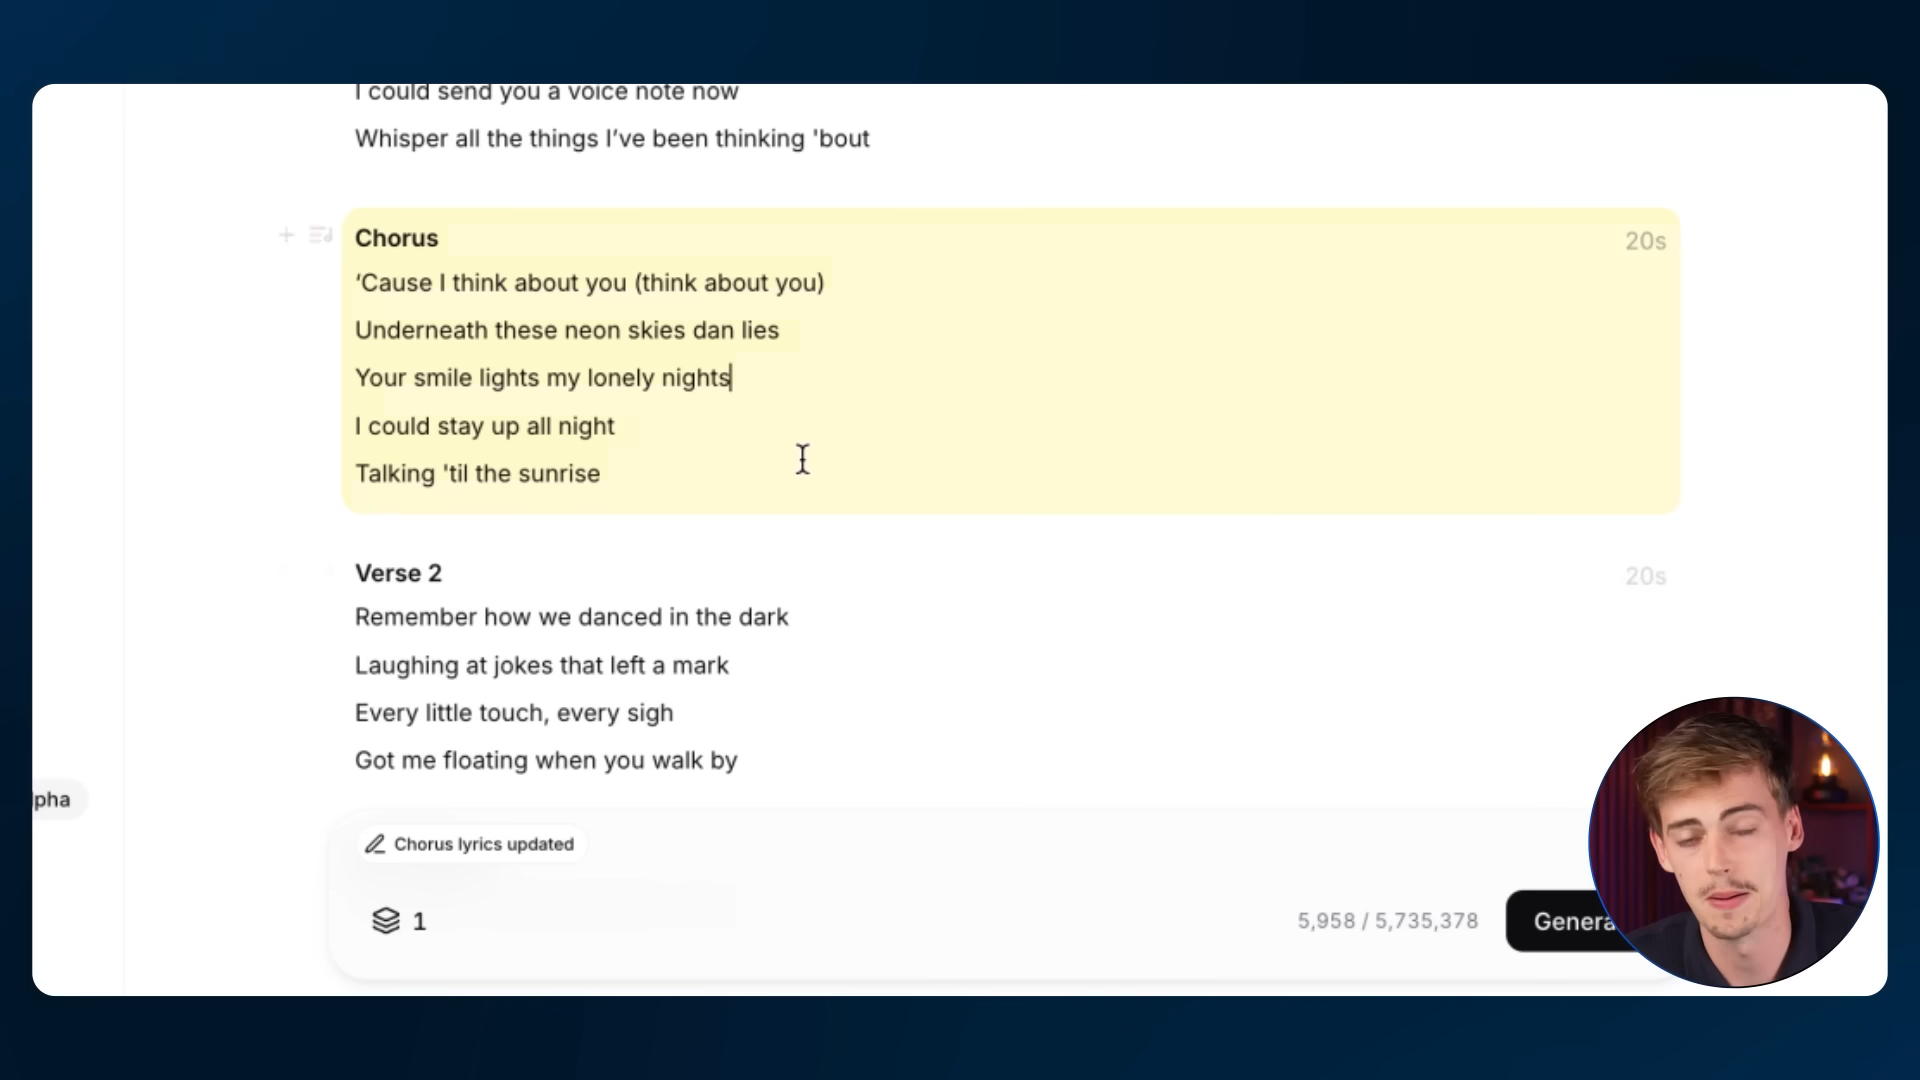 I could send you a voice note now
Whisper all the things I’ve been thinking 'bout
Chorus
20s
‘Cause I think about you (think about you)
Underneath these neon skies dan lies
Your smile lights my lonely nights
I could stay up all night
Talking 'til the sunrise
Verse 2
20s
Remember how we danced in the dark
Laughing at jokes that left a mark
Every little touch, every sigh
Got me floating when you walk by
lpha
Chorus lyrics updated
1
5,958 / 5,735,378
Genera